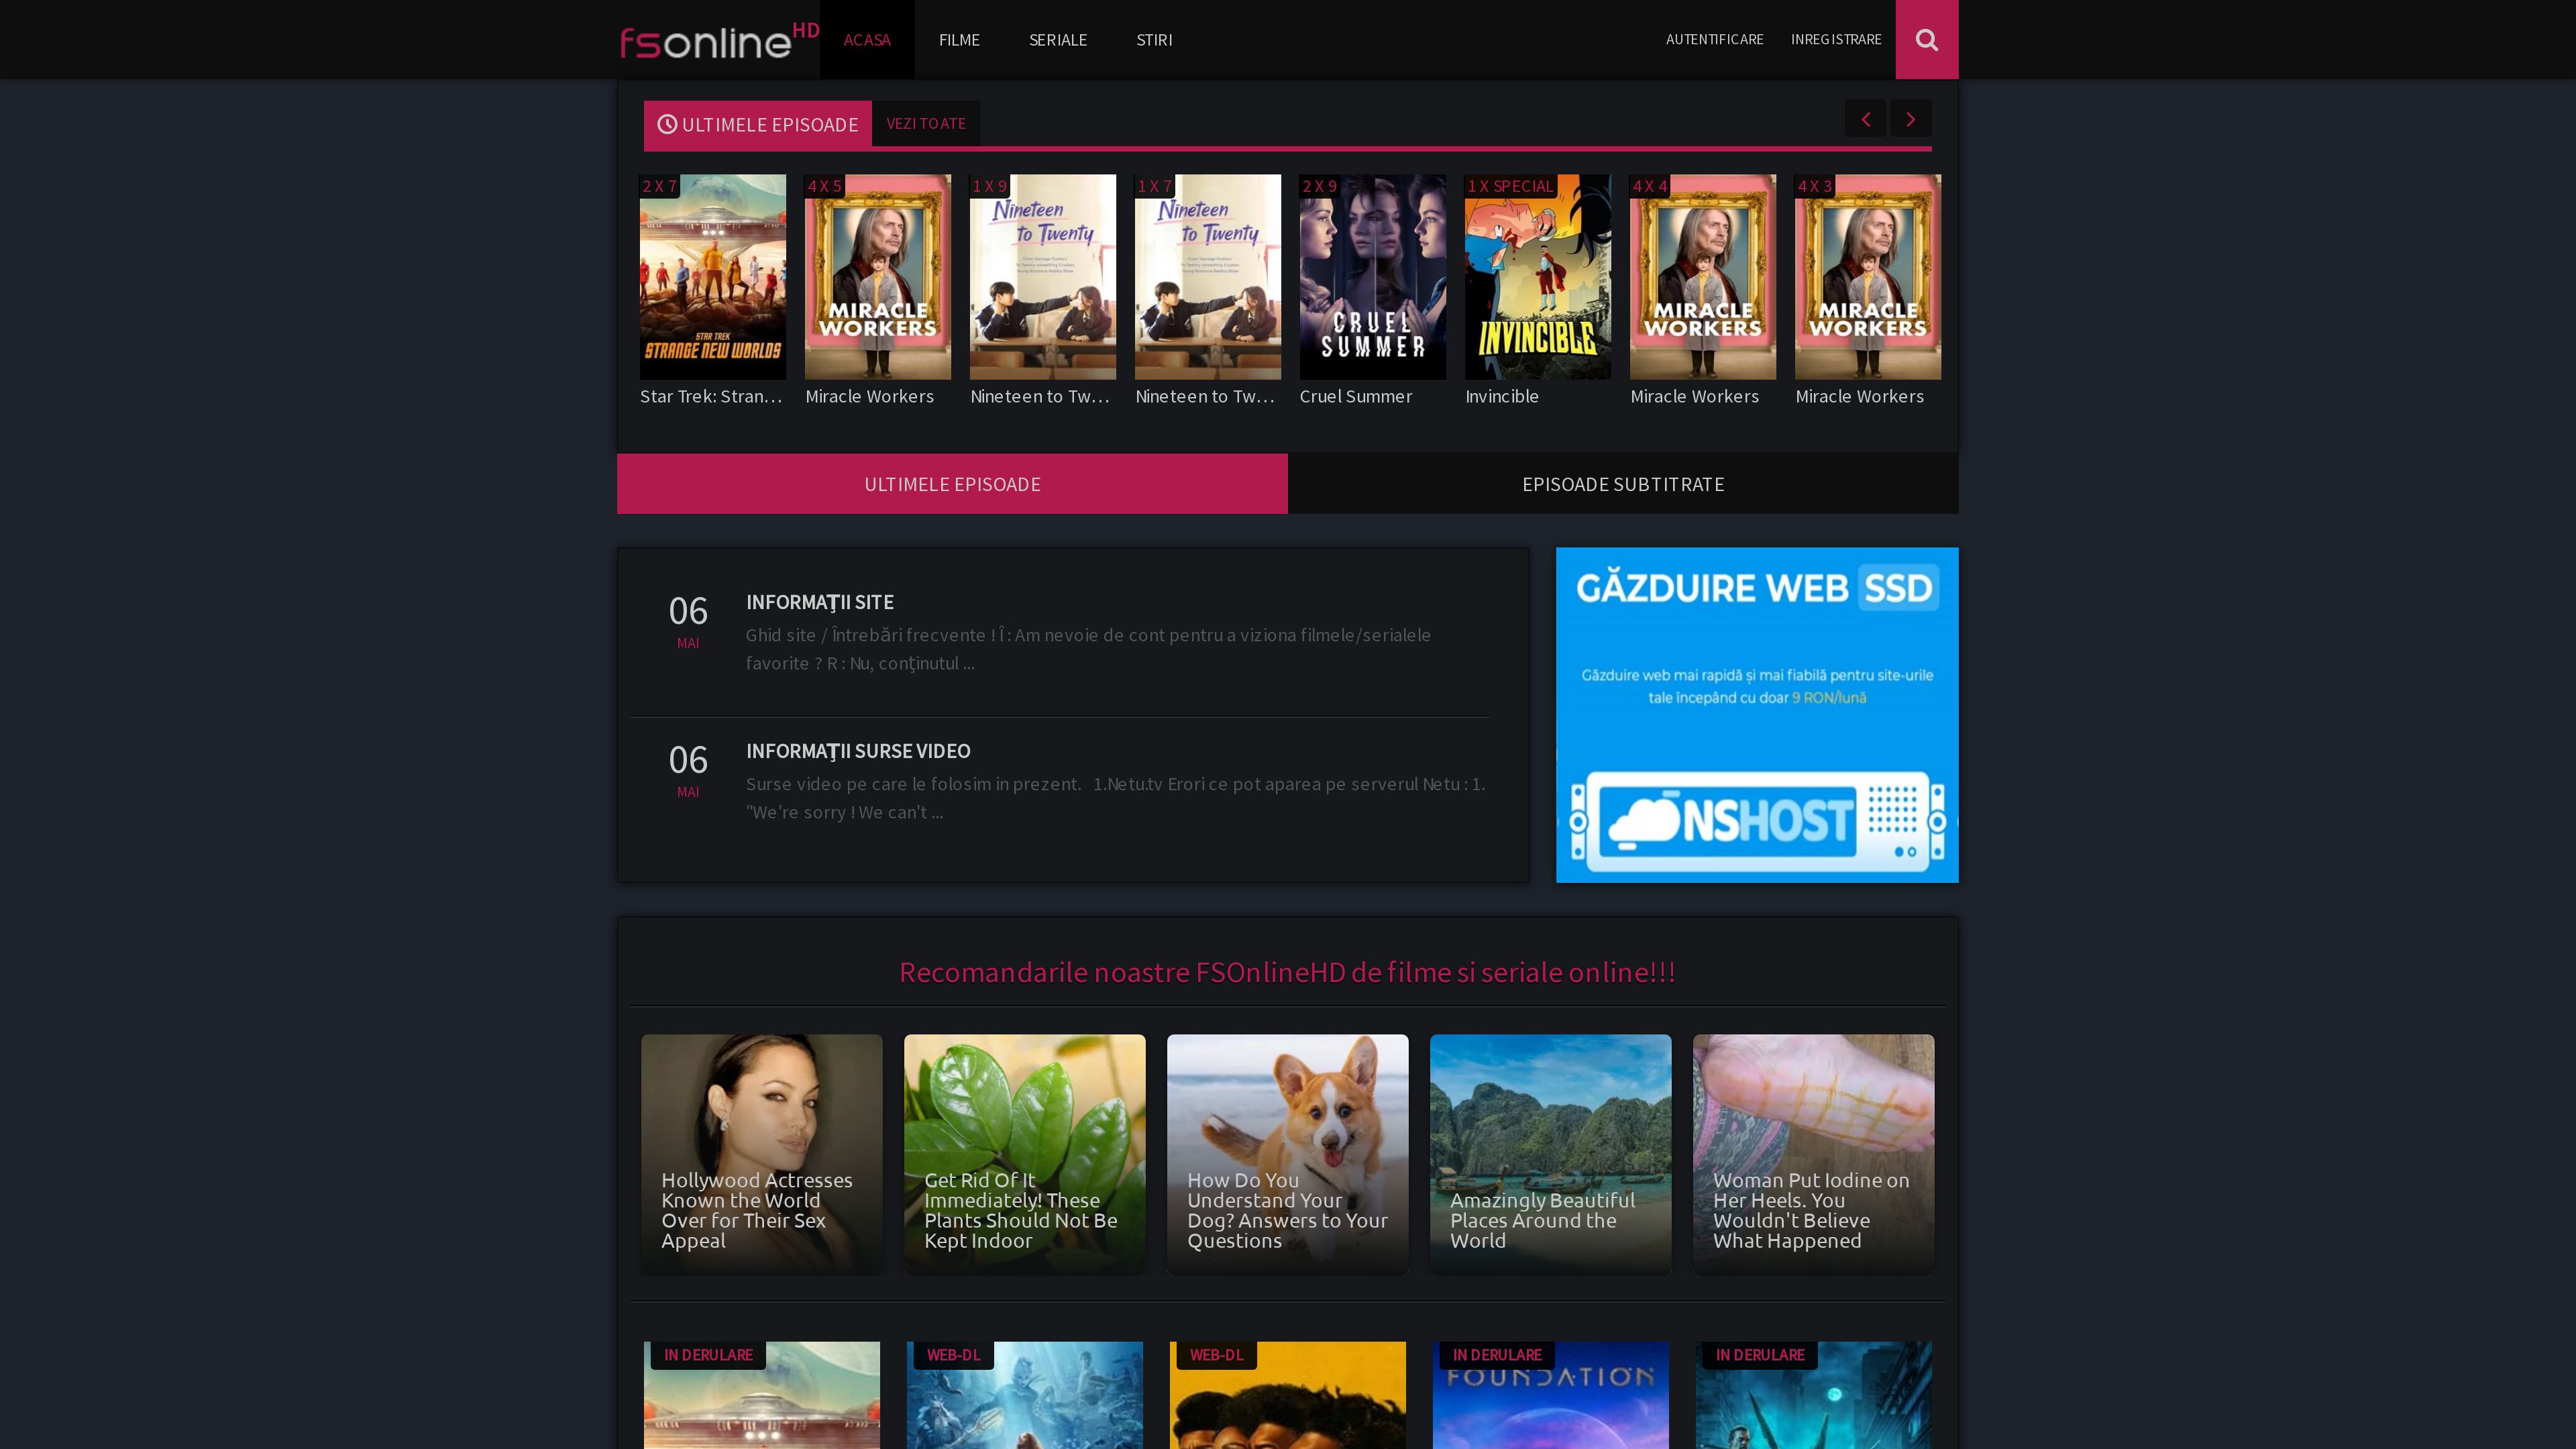 fsonlineHD
ACASA
FILME
SERIALE
STIRI
AUTENTIFICARE
INREGISTRARE
ULTIMELE EPISOADE
VEZI TOATE
2 X 7
STAR TREK
STRANGE NEW WORLDS
Star Trek: Stran…
4 X 5
MIRACLE
WORKERS
Miracle Workers
1 X 9
Nineteen
to Twenty
Nineteen to Tw…
1 X 7
Nineteen
to Twenty
Nineteen to Tw…
2 X 9
CRUEL
SUMMER
Cruel Summer
1 X SPECIAL
INVINCIBLE
Invincible
4 X 4
MIRACLE
WORKERS
Miracle Workers
4 X 3
MIRACLE
WORKERS
Miracle Workers
ULTIMELE EPISOADE
EPISOADE SUBTITRATE
06
MAI
INFORMAŢII SITE
Ghid site / Întrebări frecvente ! Î : Am nevoie de cont pentru a viziona filmele/serialele
favorite ? R : Nu, conţinutul ...
06
MAI
INFORMAŢII SURSE VIDEO
Surse video pe care le folosim in prezent. 1.Netu.tv Erori ce pot aparea pe serverul Netu : 1.
"We're sorry ! We can't ...
GĂZDUIRE WEB SSD
Găzduire web mai rapidă și mai fiabilă pentru site-urile
tale începând cu doar 9 RON/lună
NSHOST
Recomandarile noastre FSOnlineHD de filme si seriale online!!!
Hollywood Actresses
Known the World
Over for Their Sex
Appeal
Get Rid Of It
Immediately! These
Plants Should Not Be
Kept Indoor
How Do You
Understand Your
Dog? Answers to Your
Questions
Amazingly Beautiful
Places Around the
World
Woman Put Iodine on
Her Heels. You
Wouldn't Believe
What Happened
IN DERULARE
WEB-DL
WEB-DL
IN DERULARE
FOUNDATION
IN DERULARE